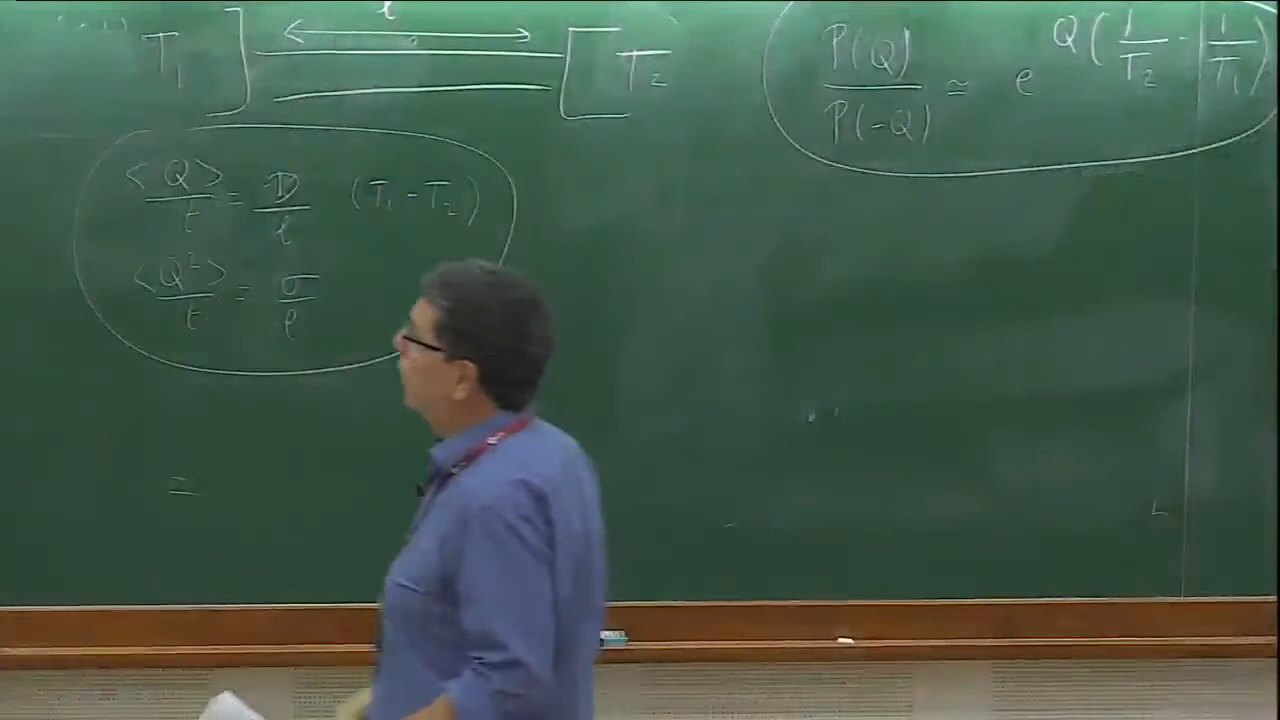 ℓ
T₁
T₂
<Q>/t = D/ℓ (T₁ - T₂)
<Q²>/t = σ/ℓ
=
P(Q)/P(-Q) ≃ e^{Q(1/T₂ - 1/T₁)}